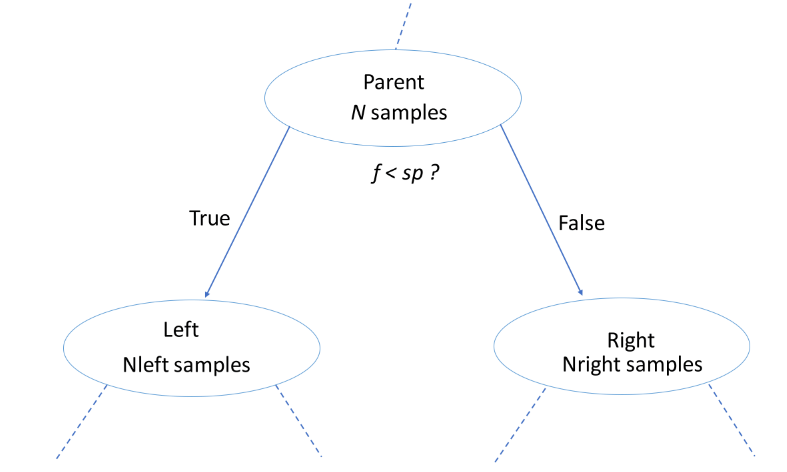 Parent
N samples
f < sp ?
True
False
Left
Nleft samples
Right
Nright samples